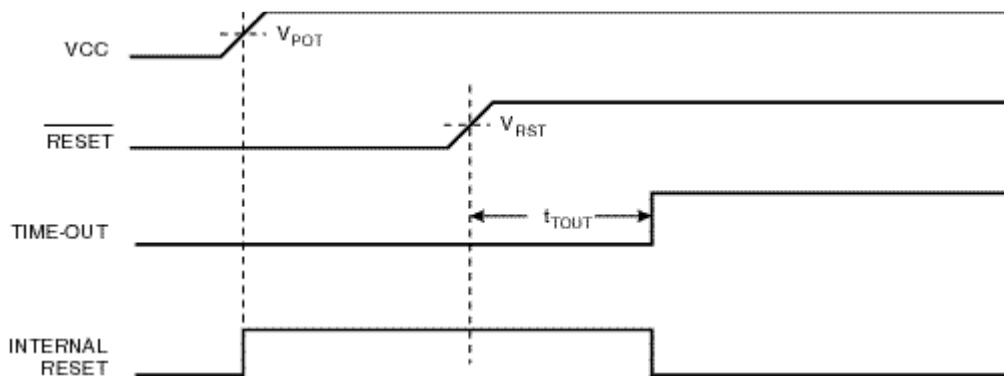 VCC
VPOT
RESET
VRST
TIME-OUT
tTOUT
INTERNAL
RESET